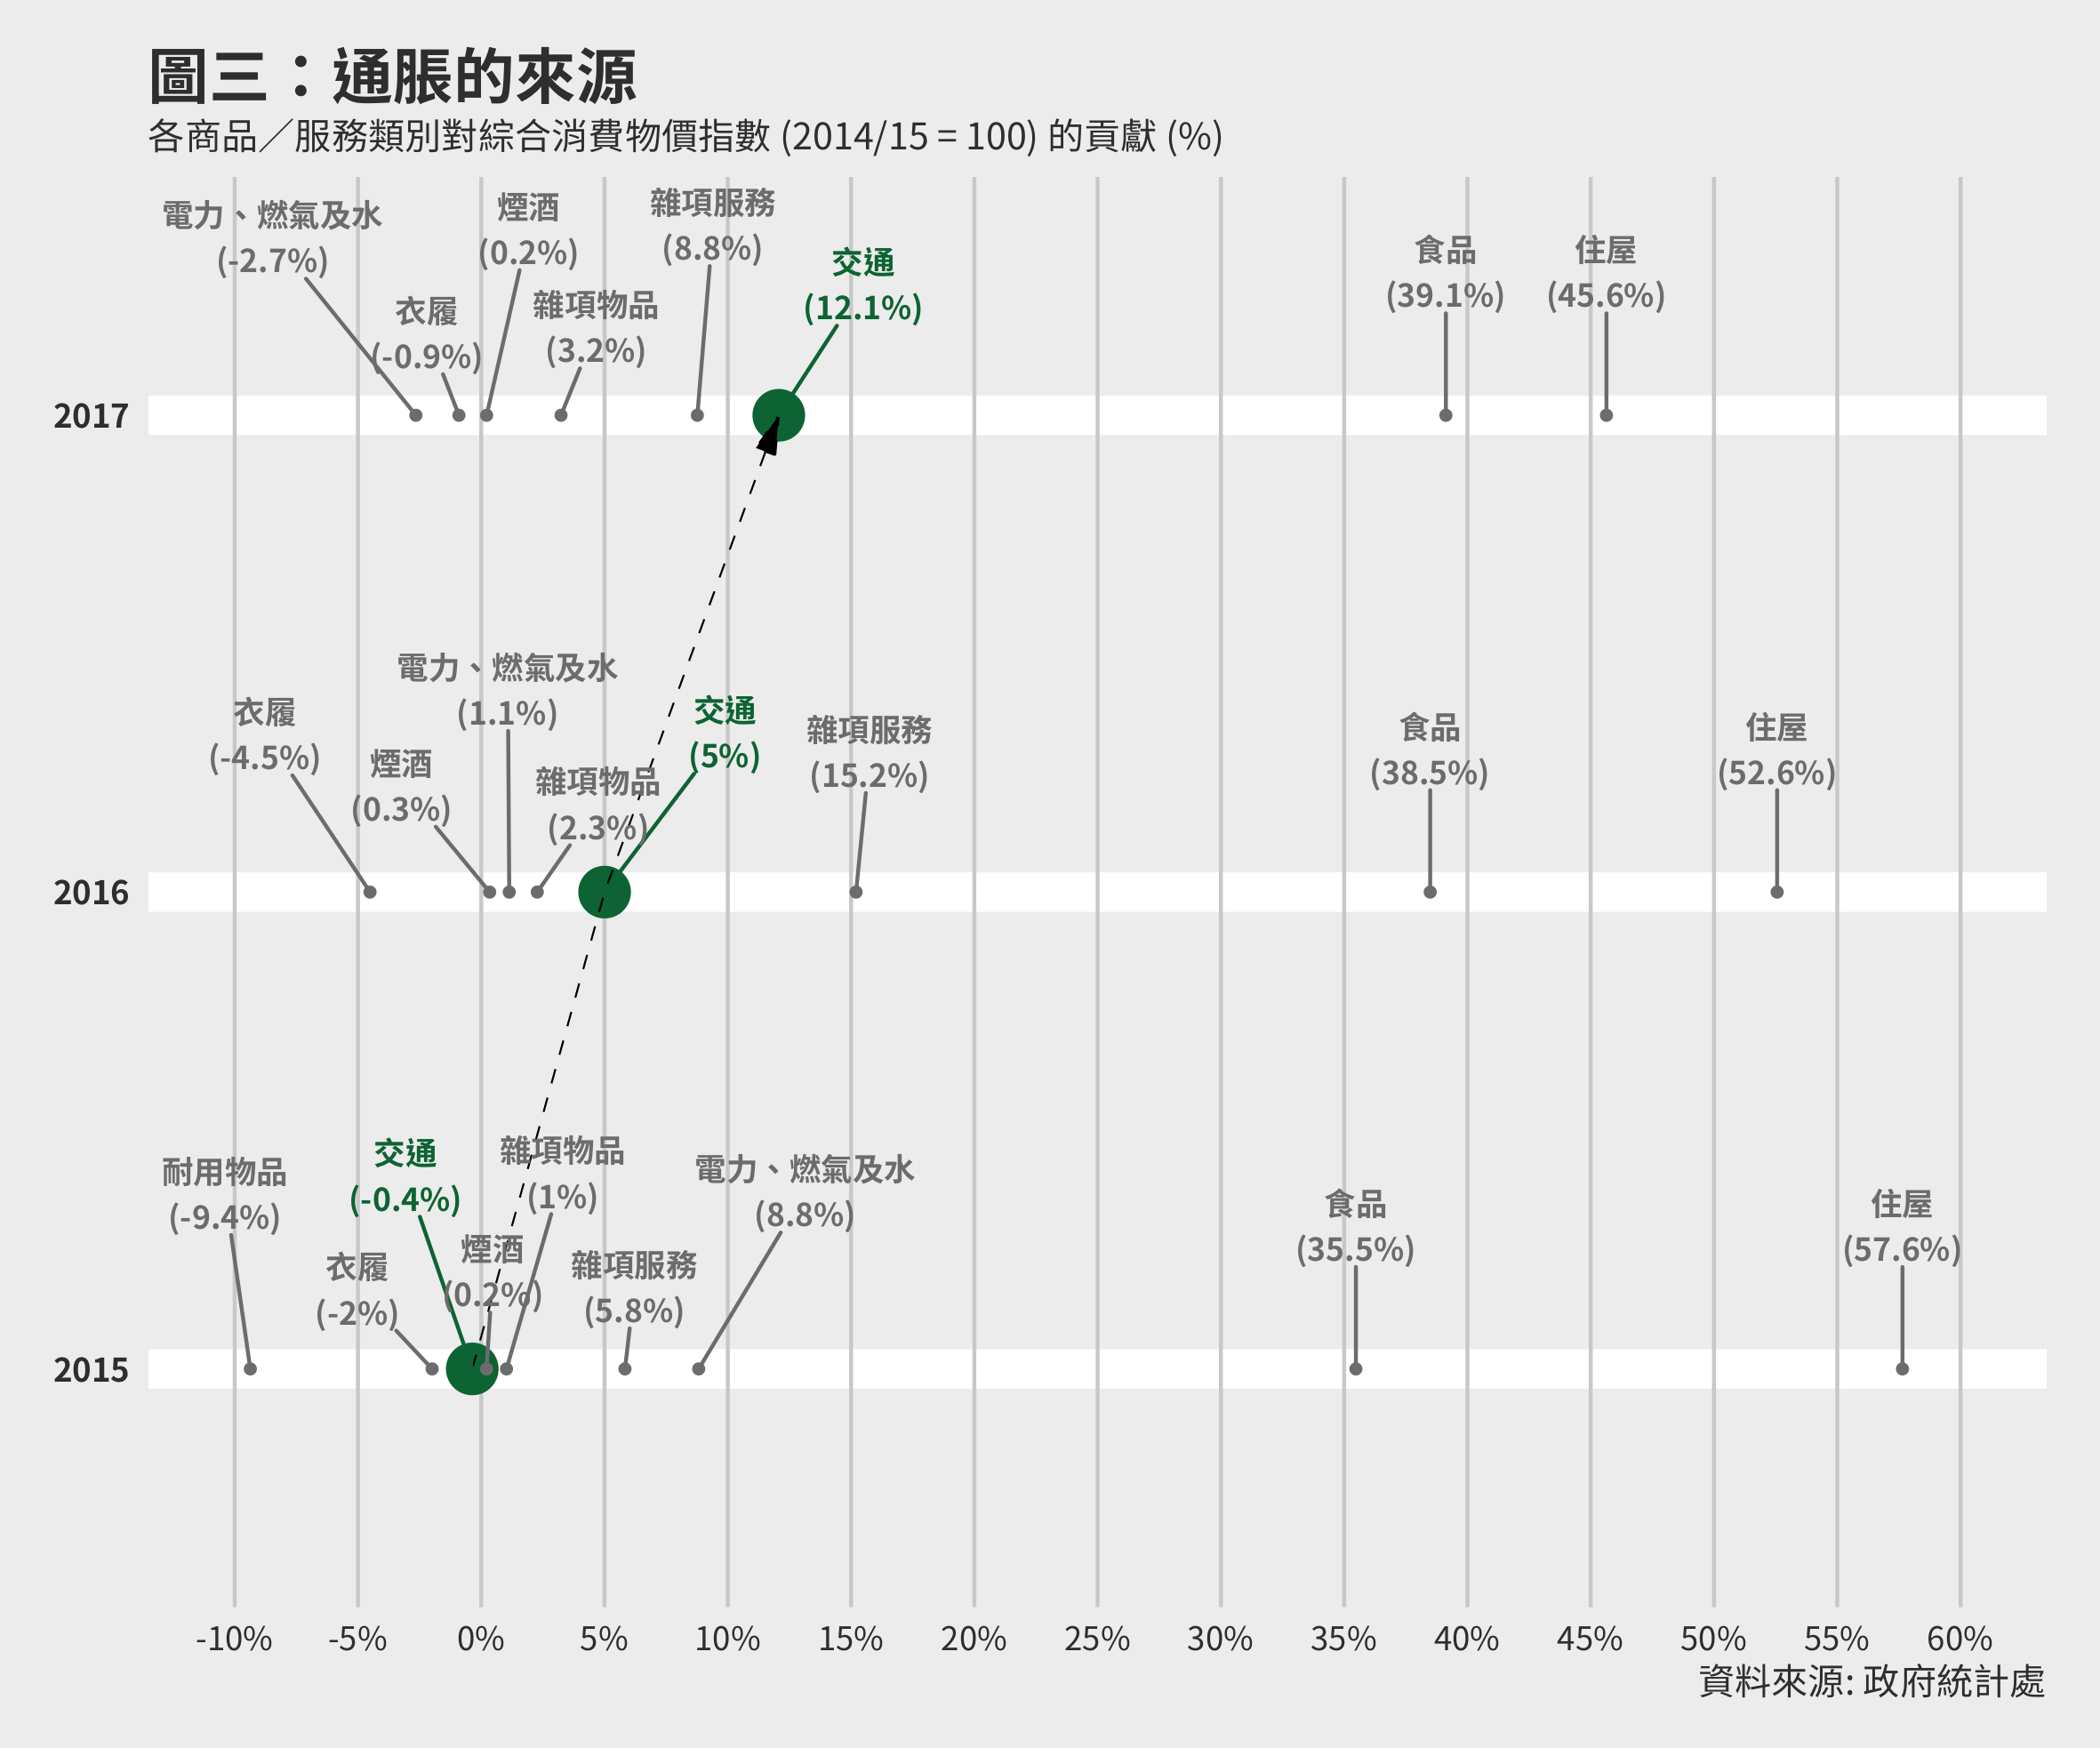 圖三：通脹的來源
各商品／服務類別對綜合消費物價指數 (2014/15 = 100) 的貢獻 (%)
電力、燃氣及水
(-2.7%)
衣履
(-0.9%)
煙酒
(0.2%)
雜項物品
(3.2%)
雜項服務
(8.8%)
交通
(12.1%)
食品
(39.1%)
住屋
(45.6%)
2017
衣履
(-4.5%)
煙酒
(0.3%)
電力、燃氣及水
(1.1%)
雜項物品
(2.3%)
交通
(5%)
雜項服務
(15.2%)
食品
(38.5%)
住屋
(52.6%)
2016
耐用物品
(-9.4%)
衣履
(-2%)
交通
(-0.4%)
煙酒
(0.2%)
雜項物品
(1%)
雜項服務
(5.8%)
電力、燃氣及水
(8.8%)
食品
(35.5%)
住屋
(57.6%)
2015
-10% -5% 0% 5% 10% 15% 20% 25% 30% 35% 40% 45% 50% 55% 60%
資料來源: 政府統計處